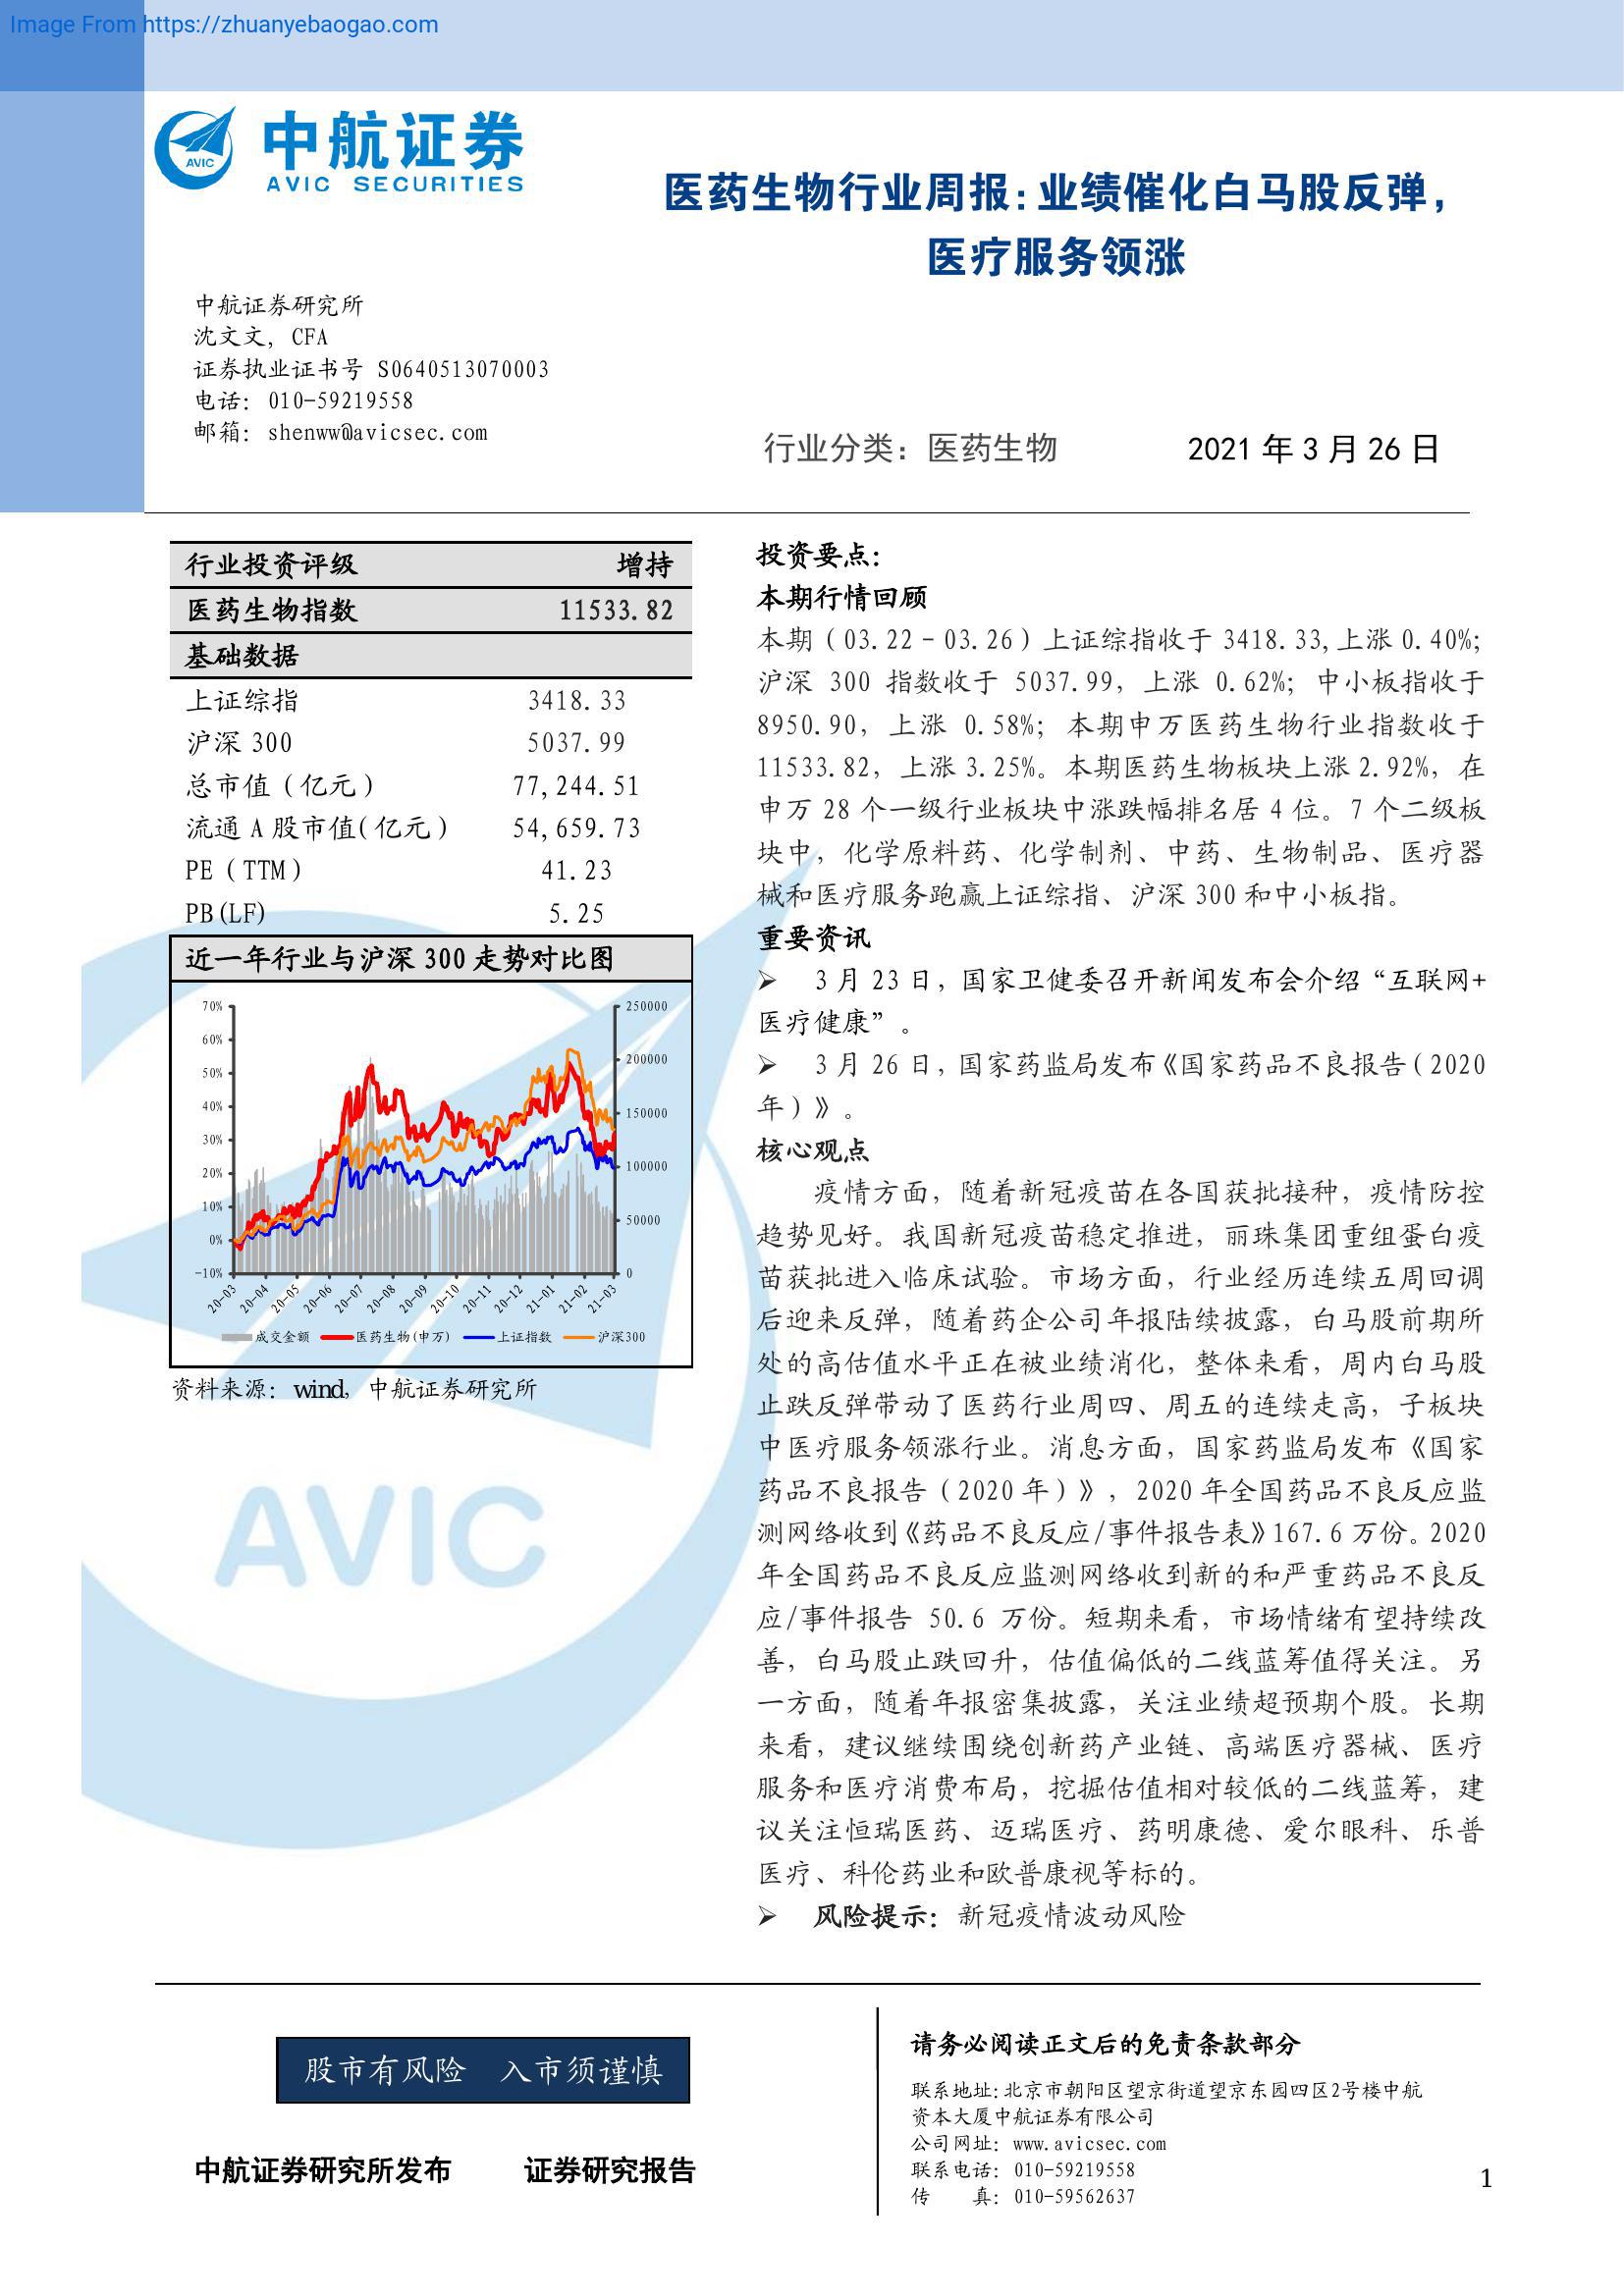 Image From https://zhuanyebaogao.com
AVIC
中航证券
AVIC SECURITIES
医药生物行业周报:业绩催化白马股反弹，
医疗服务领涨
中航证券研究所
沈文文，CFA
证券执业证书号 S0640513070003
电话：010-59219558
邮箱：shenww@avicsec.com
行业分类：医药生物 2021 年 3 月 26 日
行业投资评级 增持
医药生物指数 11533.82
基础数据
上证综指 3418.33
沪深 300 5037.99
总市值（亿元） 77,244.51
流通 A 股市值(亿元) 54,659.73
PE（TTM） 41.23
PB(LF) 5.25
近一年行业与沪深 300 走势对比图
70% 250000
60%
200000
50%
40% 150000
30%
20% 100000
10%
50000
0%
-10% 0
20-03 20-04 20-05 20-06 20-07 20-08 20-09 20-10 20-11 20-12 21-01 21-02 21-03
成交金额 医药生物(申万) 上证指数 沪深300
资料来源：wind，中航证券研究所
AVIC
投资要点：
本期行情回顾
本期（03.22–03.26）上证综指收于 3418.33,上涨 0.40%;
沪深 300 指数收于 5037.99，上涨 0.62%；中小板指收于
8950.90，上涨 0.58%；本期申万医药生物行业指数收于
11533.82，上涨 3.25%。本期医药生物板块上涨 2.92%，在
申万 28 个一级行业板块中涨跌幅排名居 4 位。7 个二级板
块中，化学原料药、化学制剂、中药、生物制品、医疗器
械和医疗服务跑赢上证综指、沪深 300 和中小板指。
重要资讯
➢ 3 月 23 日，国家卫健委召开新闻发布会介绍“互联网+
医疗健康”。
➢ 3 月 26 日，国家药监局发布《国家药品不良报告（2020
年）》。
核心观点
疫情方面，随着新冠疫苗在各国获批接种，疫情防控
趋势见好。我国新冠疫苗稳定推进，丽珠集团重组蛋白疫
苗获批进入临床试验。市场方面，行业经历连续五周回调
后迎来反弹，随着药企公司年报陆续披露，白马股前期所
处的高估值水平正在被业绩消化，整体来看，周内白马股
止跌反弹带动了医药行业周四、周五的连续走高，子板块
中医疗服务领涨行业。消息方面，国家药监局发布《国家
药品不良报告（2020 年）》，2020 年全国药品不良反应监
测网络收到《药品不良反应/事件报告表》167.6 万份。2020
年全国药品不良反应监测网络收到新的和严重药品不良反
应/事件报告 50.6 万份。短期来看，市场情绪有望持续改
善，白马股止跌回升，估值偏低的二线蓝筹值得关注。另
一方面，随着年报密集披露，关注业绩超预期个股。长期
来看，建议继续围绕创新药产业链、高端医疗器械、医疗
服务和医疗消费布局，挖掘估值相对较低的二线蓝筹，建
议关注恒瑞医药、迈瑞医疗、药明康德、爱尔眼科、乐普
医疗、科伦药业和欧普康视等标的。
➢ 风险提示：新冠疫情波动风险
股市有风险 入市须谨慎
中航证券研究所发布 证券研究报告
请务必阅读正文后的免责条款部分
联系地址:北京市朝阳区望京街道望京东园四区2号楼中航
资本大厦中航证券有限公司
公司网址：www.avicsec.com
联系电话：010-59219558
传 真：010-59562637
1